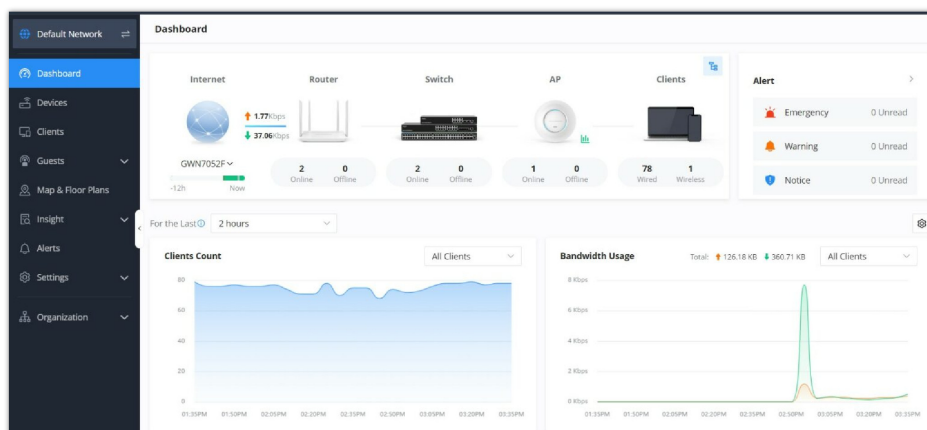 Default Network
Dashboard
Devices
Clients
Guests
Map & Floor Plans
Insight
Alerts
Settings
Organization
Dashboard
Internet Router Switch AP Clients
1.77Kbps
37.06Kbps
GWN7052F
-12h Now
2 0 2 0 1 0 78 1
Online Offline Online Offline Online Offline Wired Wireless
Alert
Emergency 0 Unread
Warning 0 Unread
Notice 0 Unread
For the Last 2 hours
Clients Count All Clients
80
60
40
20
0
01:35PM 01:50PM 02:05PM 02:20PM 02:35PM 02:50PM 03:05PM 03:20PM 03:35PM
Bandwidth Usage Total: 126.18 KB 360.71 KB All Clients
8 Kbps
6 Kbps
4 Kbps
2 Kbps
0 Kbps
01:35PM 01:50PM 02:05PM 02:20PM 02:35PM 02:50PM 03:05PM 03:20PM 03:35PM